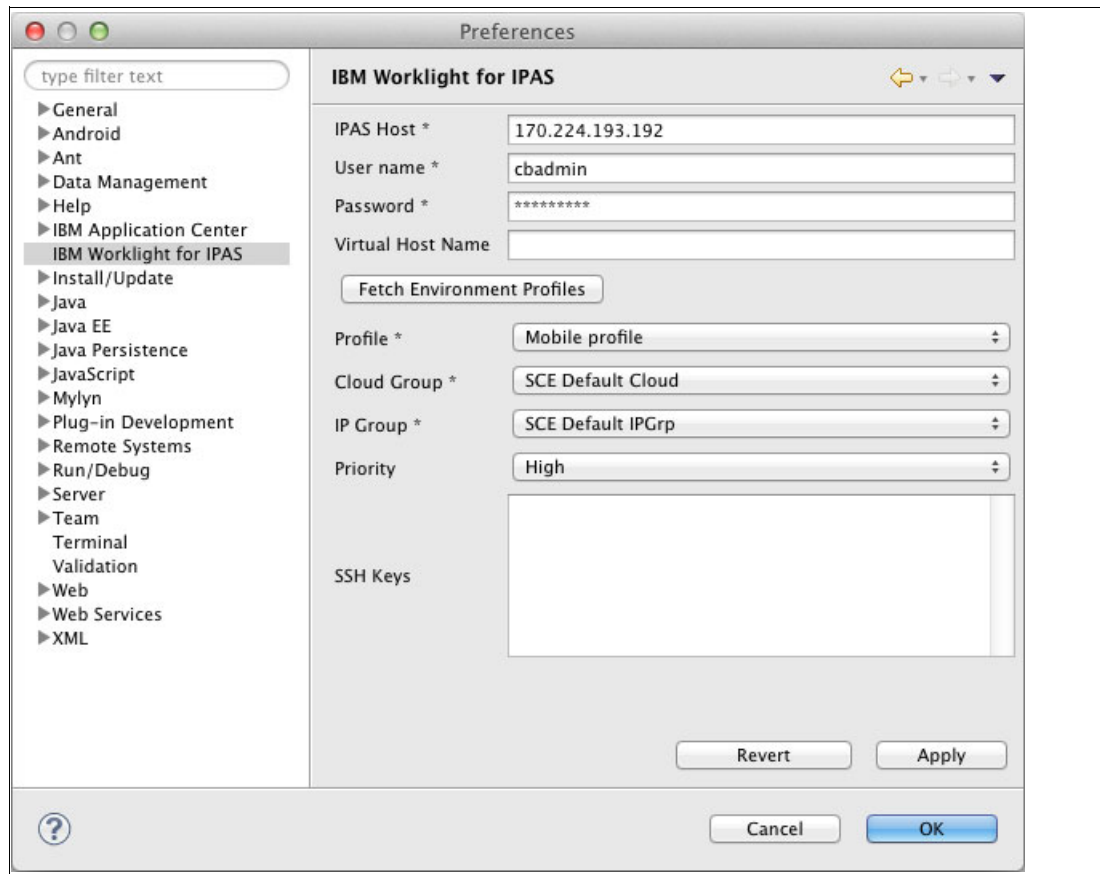 Preferences
type filter text
General
Android
Ant
Data Management
Help
IBM Application Center
IBM Worklight for IPAS
Install/Update
Java
Java EE
Java Persistence
JavaScript
Mylyn
Plug-in Development
Remote Systems
Run/Debug
Server
Team
Terminal
Validation
Web
Web Services
XML
IBM Worklight for IPAS
IPAS Host * 170.224.193.192
User name * cbadmin
Password * *********
Virtual Host Name
Fetch Environment Profiles
Profile * Mobile profile
Cloud Group * SCE Default Cloud
IP Group * SCE Default IPGrp
Priority High
SSH Keys
Revert Apply
? Cancel OK